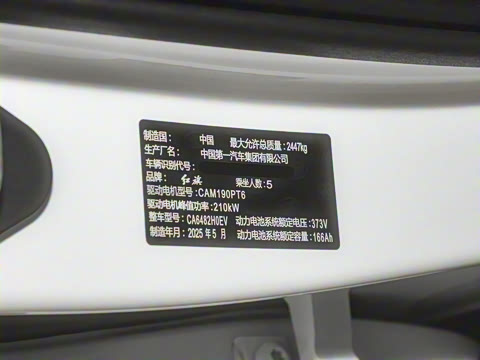 制造国： 中国 最大允许总质量：2447kg
生产厂名： 中国第一汽车集团有限公司
车辆识别代号：
品牌： 红旗 乘坐人数：5
驱动电机型号：CAM190PT6
驱动电机峰值功率：210kW
整车型号：CA6482H0EV 动力电池系统额定电压：373V
制造年月：2025年5月 动力电池系统额定容量：166Ah